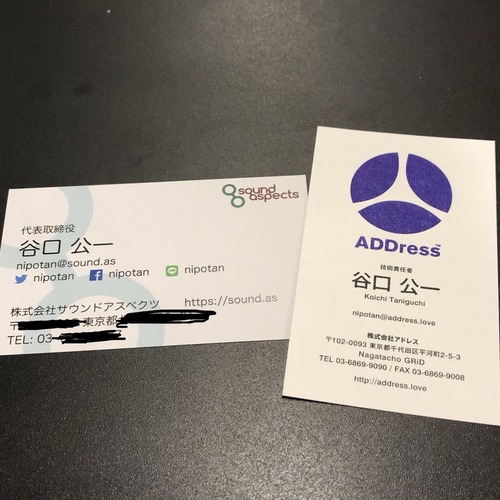 sound
aspects
代表取締役
谷口 公一
nipotan@sound.as
nipotan nipotan nipotan
株式会社サウンドアスペクツ https://sound.as
〒 東京都
TEL: 03-
ADDress™
技術責任者
谷口 公一
Koichi Taniguchi
nipotan@address.love
株式会社アドレス
〒102-0093 東京都千代田区平河町2-5-3
Nagatacho GRiD
TEL 03-6869-9090 / FAX 03-6869-9008
http://address.love